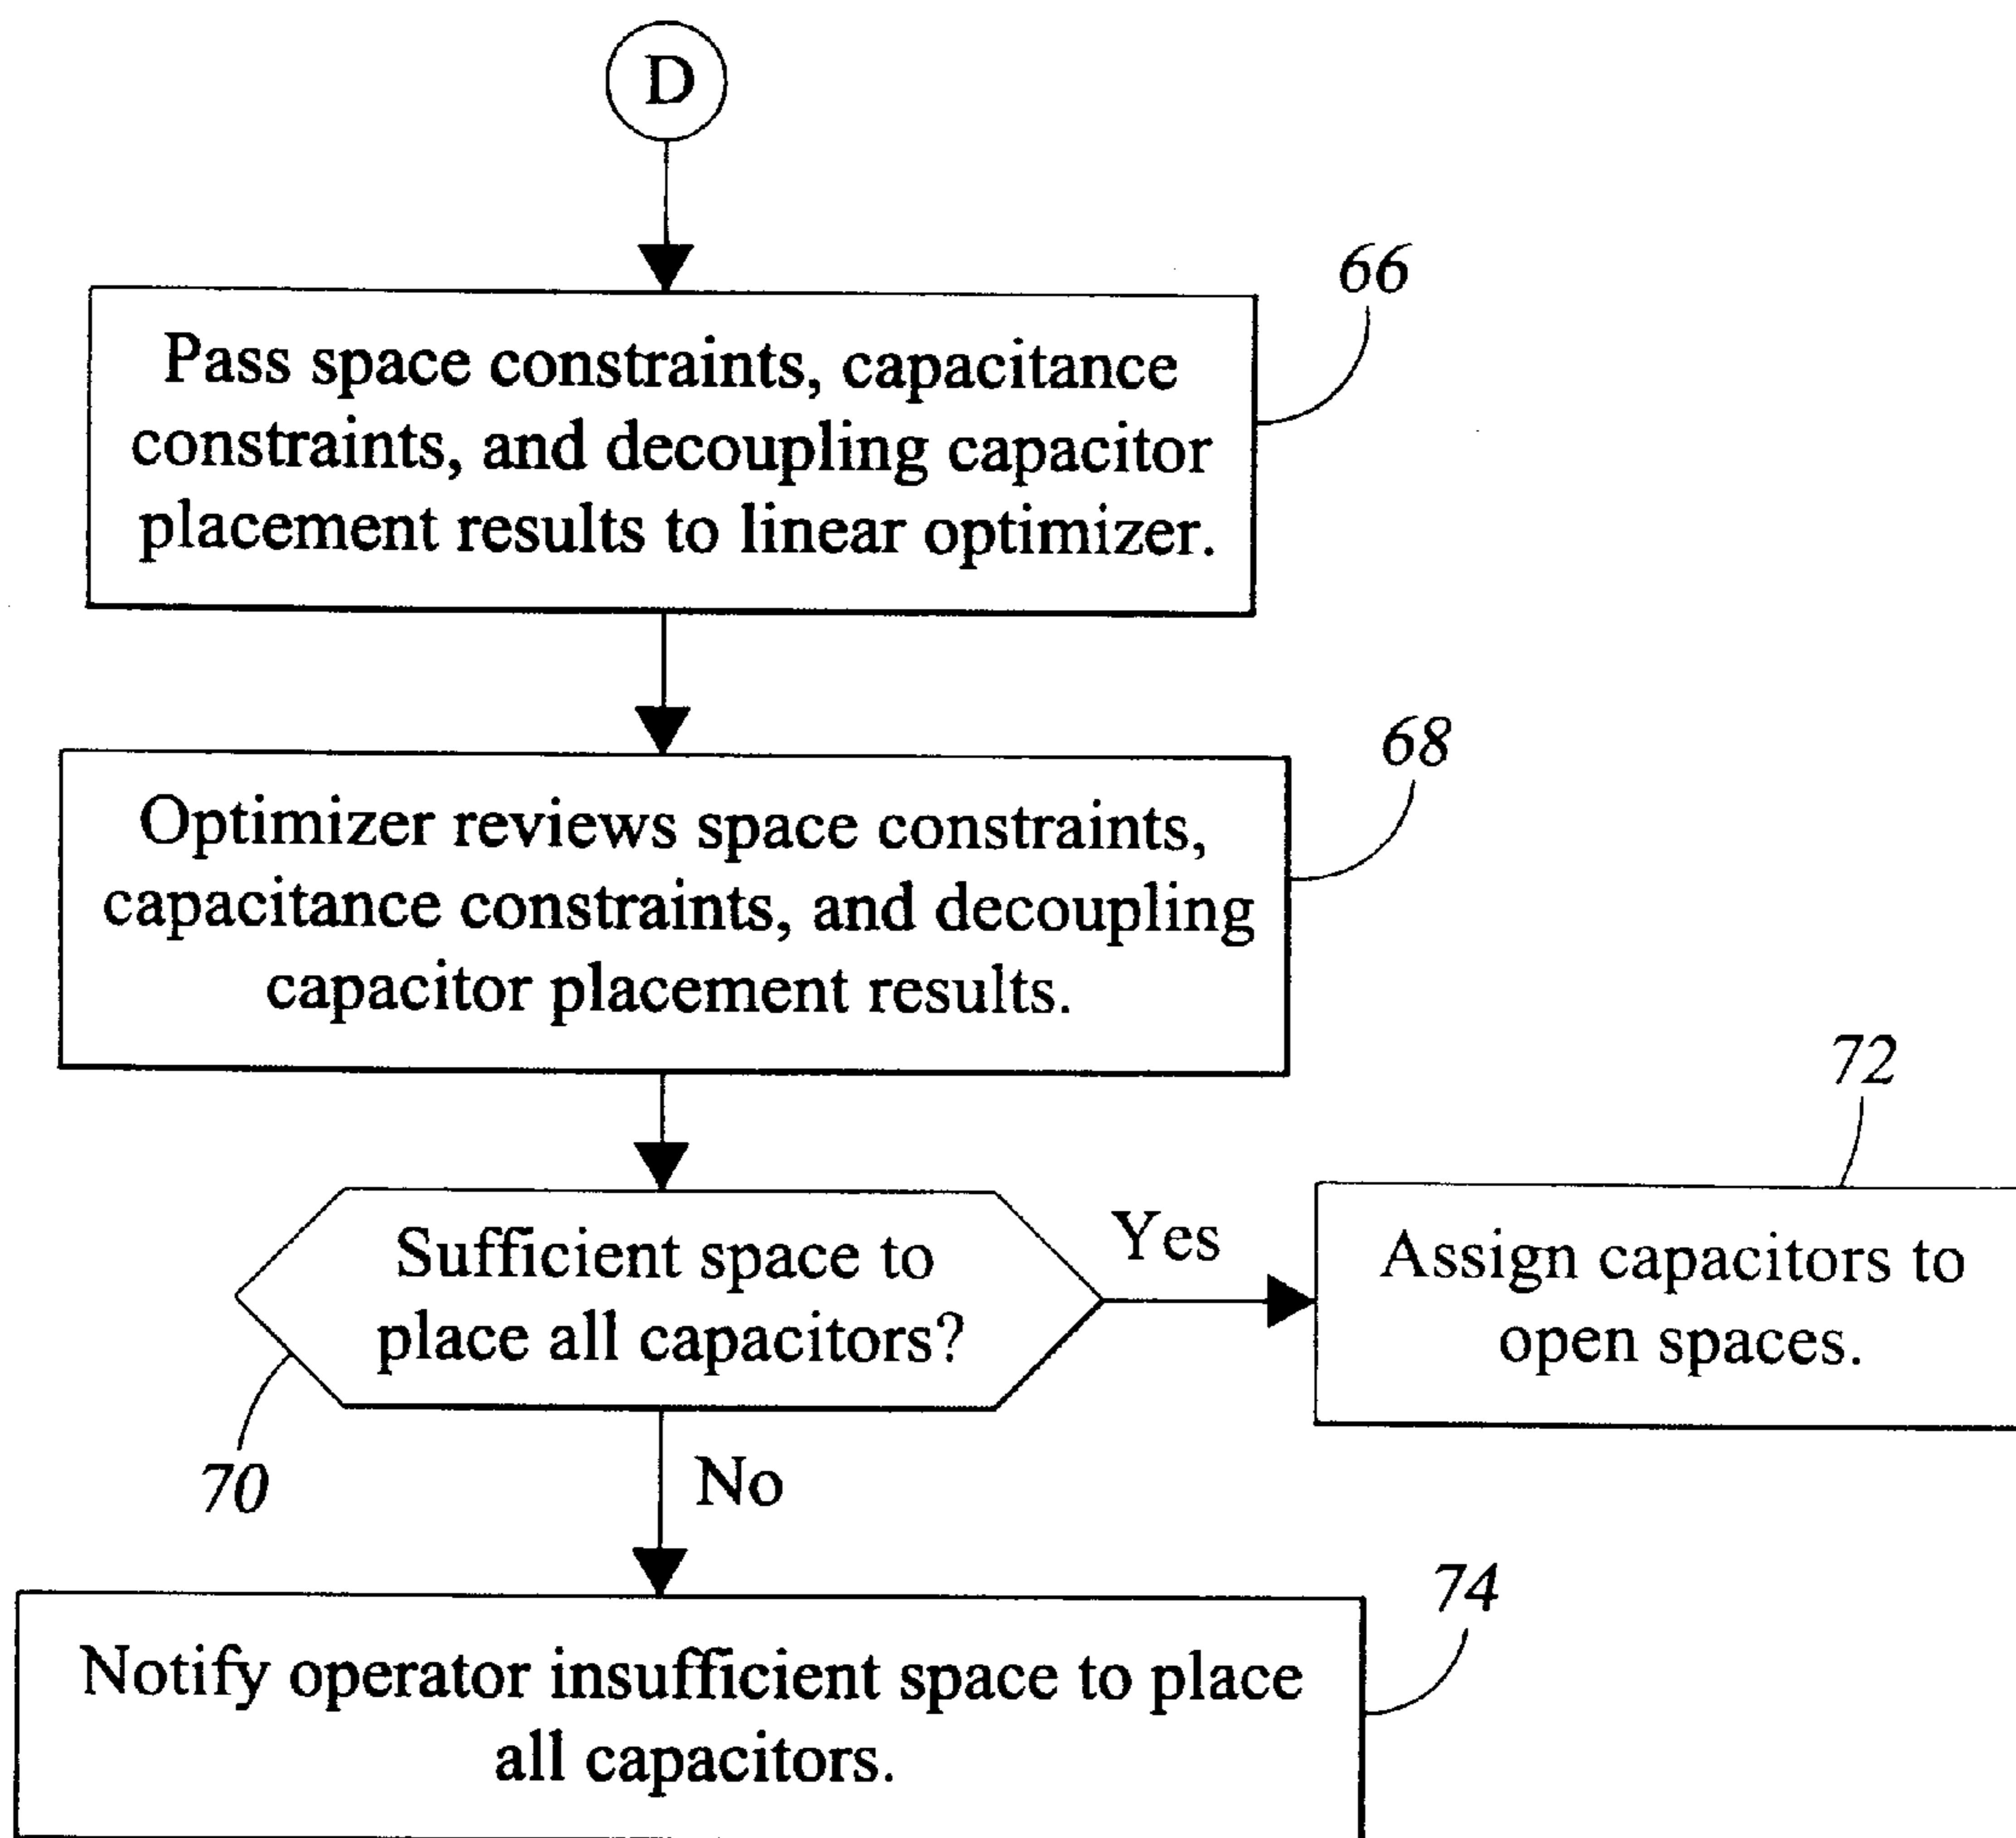 D
66
Pass space constraints, capacitance
constraints, and decoupling capacitor
placement results to linear optimizer.
68
Optimizer reviews space constraints,
capacitance constraints, and decoupling
capacitor placement results.
72
Sufficient space to
place all capacitors?
Yes
Assign capacitors to
open spaces.
70
No
74
Notify operator insufficient space to place
all capacitors.